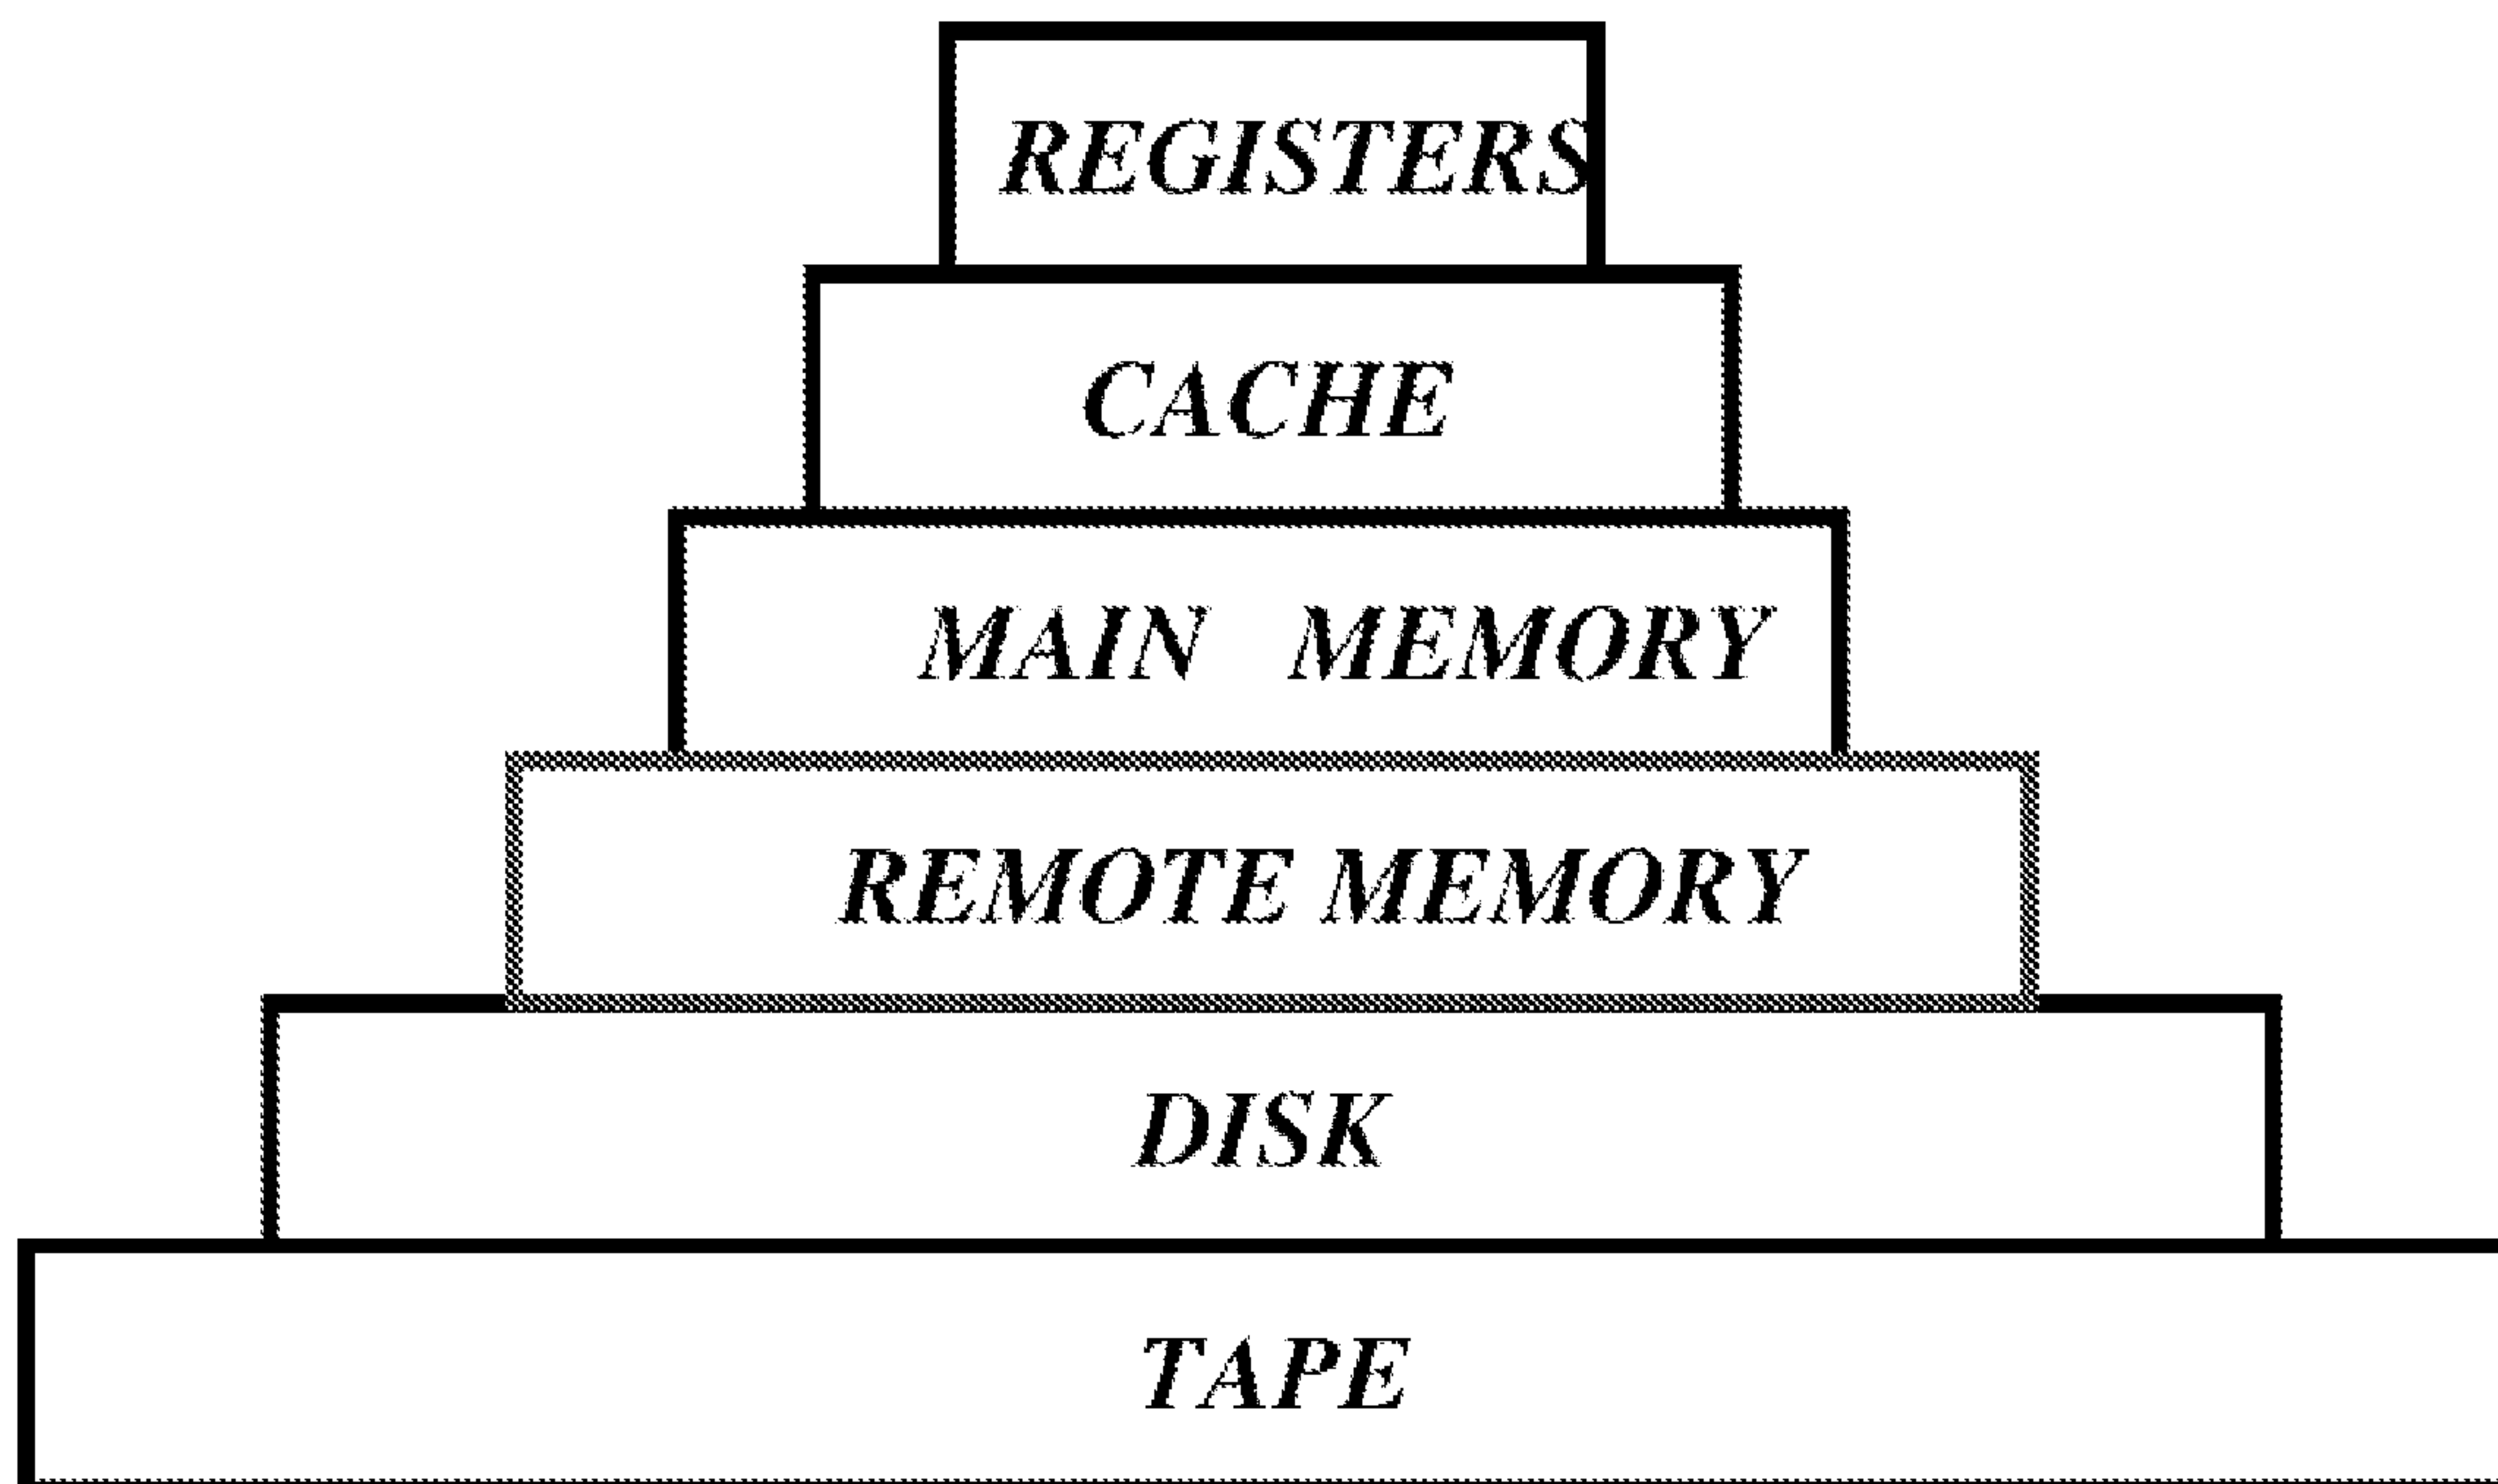 REGISTERS
CACHE
MAIN MEMORY
REMOTE MEMORY
DISK
TAPE